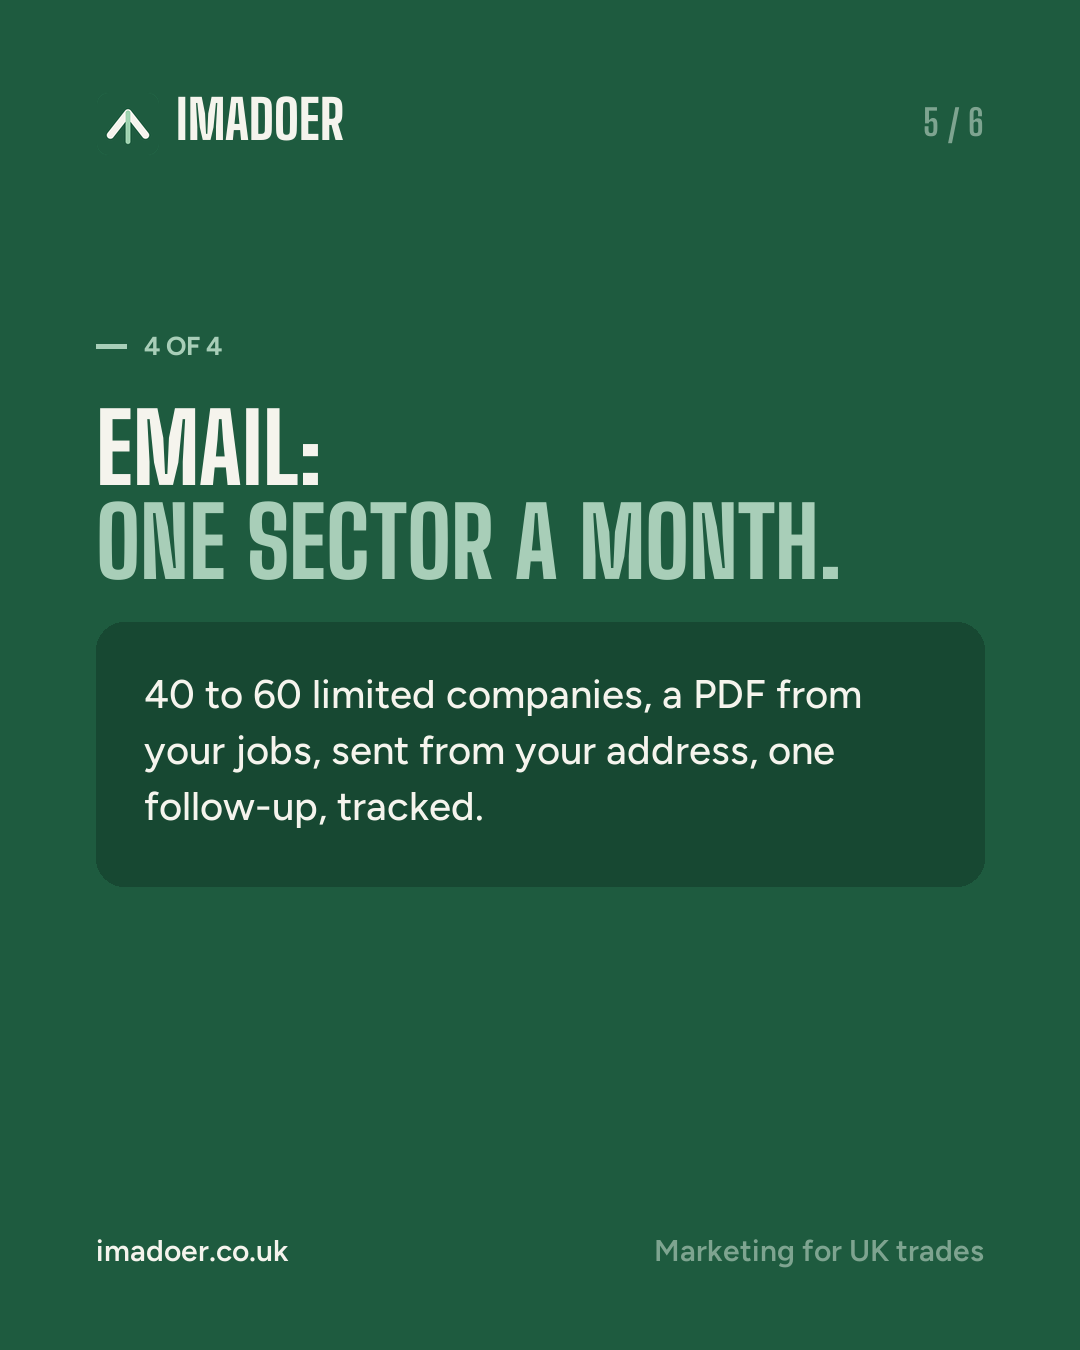 IMADOER
5 / 6
4 OF 4
EMAIL:
ONE SECTOR A MONTH.
40 to 60 limited companies, a PDF from
your jobs, sent from your address, one
follow-up, tracked.
imadoer.co.uk
Marketing for UK trades